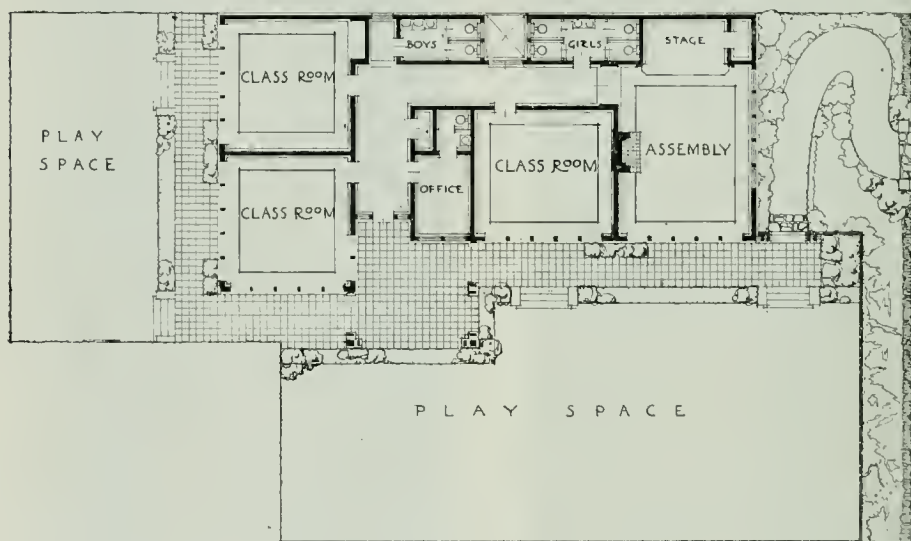 BOYS
GIRLS
STAGE
CLASS ROOM
PLAY
SPACE
CLASS ROOM
ASSEMBLY
CLASS ROOM
OFFICE
PLAY SPACE